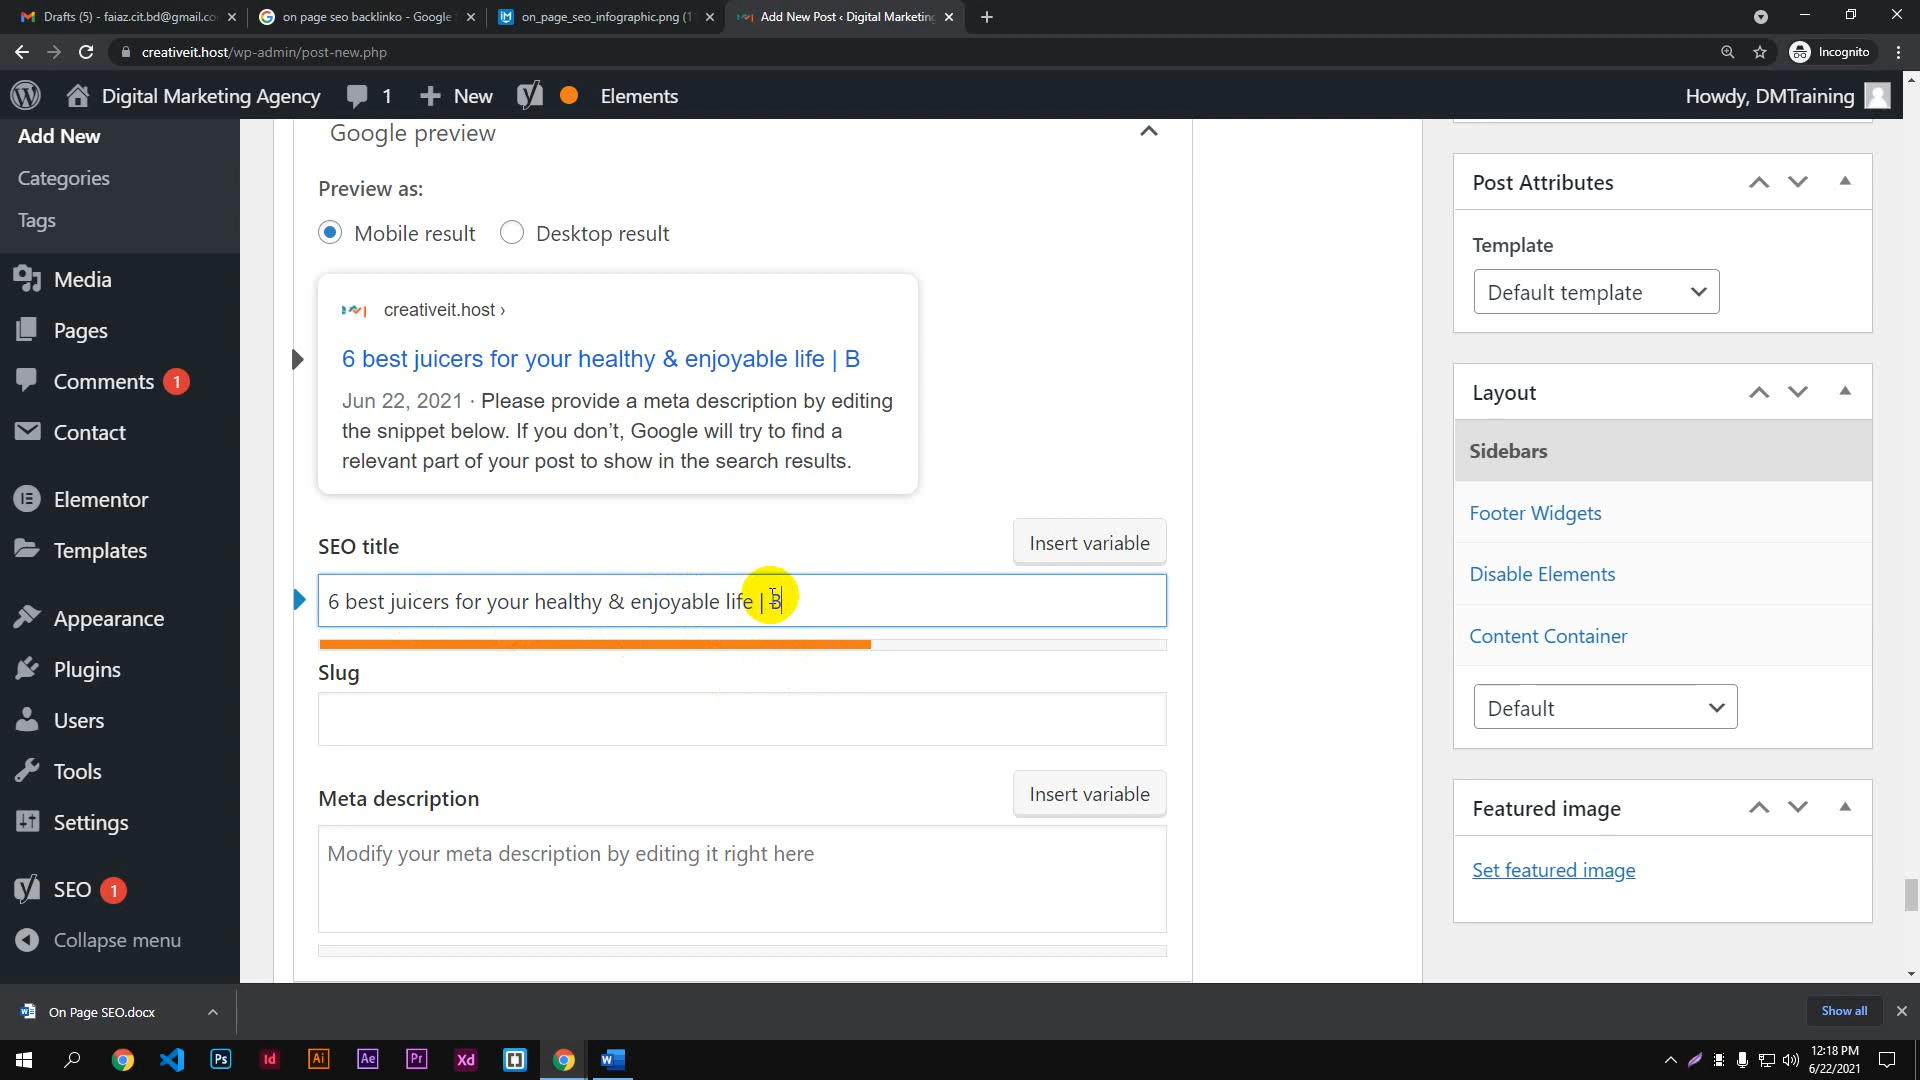 Drafts (5) - faiaz.cit.bd@gmail.co
on page seo backlinko - Google
on_page_seo_infographic.png (1
Add New Post ‹ Digital Marketing
creativeit.host/wp-admin/post-new.php
Incognito
Digital Marketing Agency
1
New
Elements
Howdy, DMTraining
Add New
Categories
Tags
Media
Pages
Comments 1
Contact
Elementor
Templates
Appearance
Plugins
Users
Tools
Settings
SEO 1
Collapse menu
Google preview
Preview as:
Mobile result
Desktop result
creativeit.host ›
6 best juicers for your healthy & enjoyable life | B
Jun 22, 2021 · Please provide a meta description by editing
the snippet below. If you don’t, Google will try to find a
relevant part of your post to show in the search results.
SEO title
Insert variable
6 best juicers for your healthy & enjoyable life | B
Slug
Meta description
Insert variable
Modify your meta description by editing it right here
Post Attributes
Template
Default template
Layout
Sidebars
Footer Widgets
Disable Elements
Content Container
Default
Featured image
Set featured image
On Page SEO.docx
Show all
Ps
Id
Ai
Ae
Pr
Xd
12:18 PM
6/22/2021